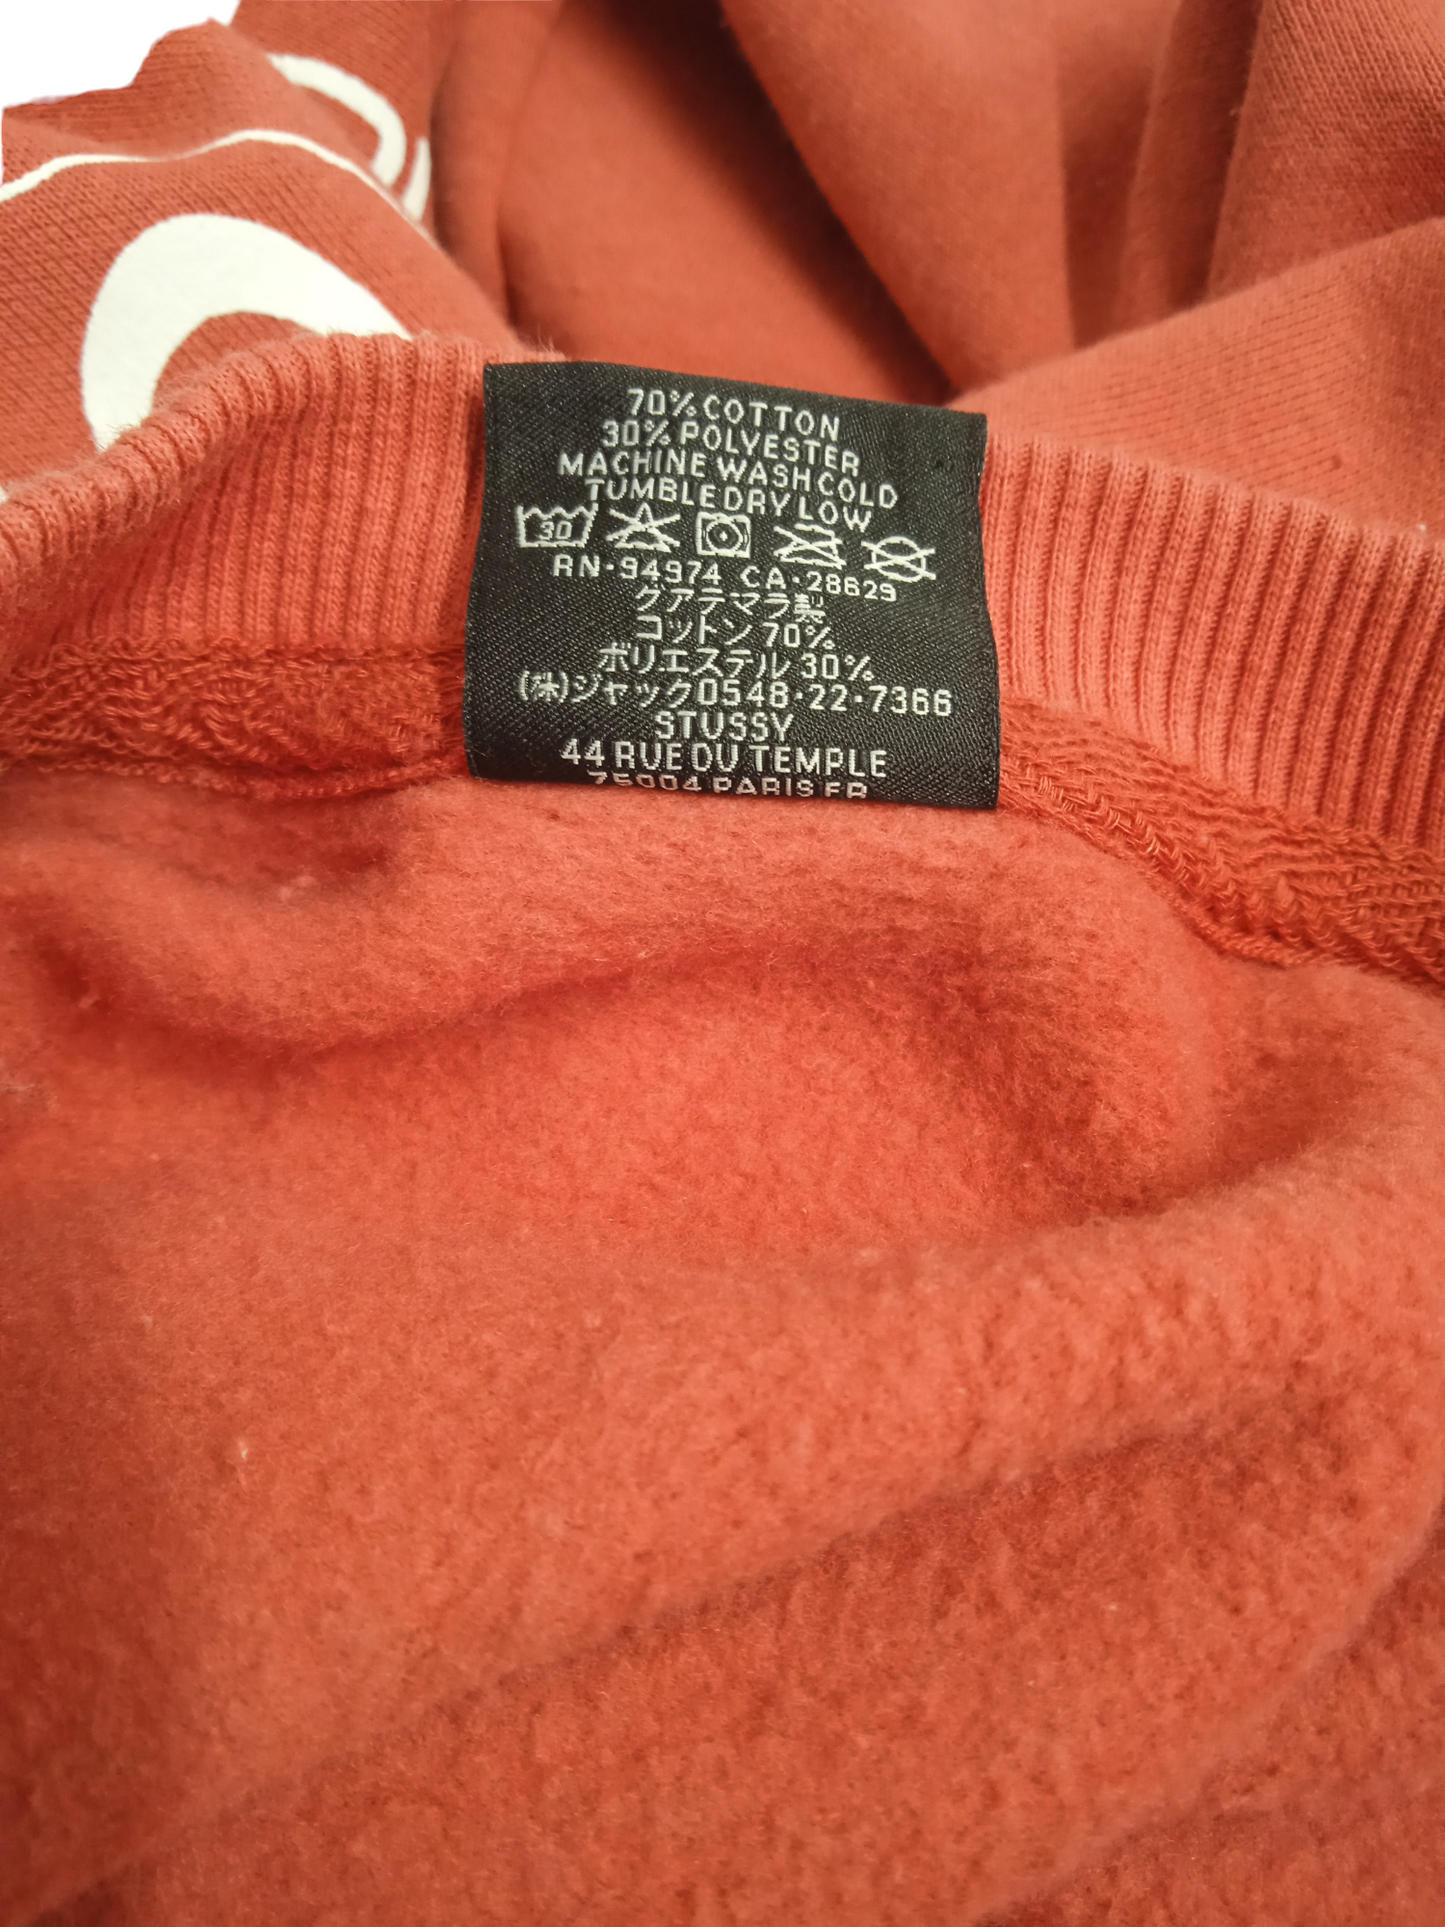 70% COTTON
30% POLYESTER
MACHINE WASH COLD
TUMBLE DRY LOW
30
RN·94974 CA·28629
グアテマラ製
コットン 70%
ポリエステル 30%
(株)ジャック0548·22·7366
STUSSY
44 RUE DU TEMPLE
75004 PARIS FR